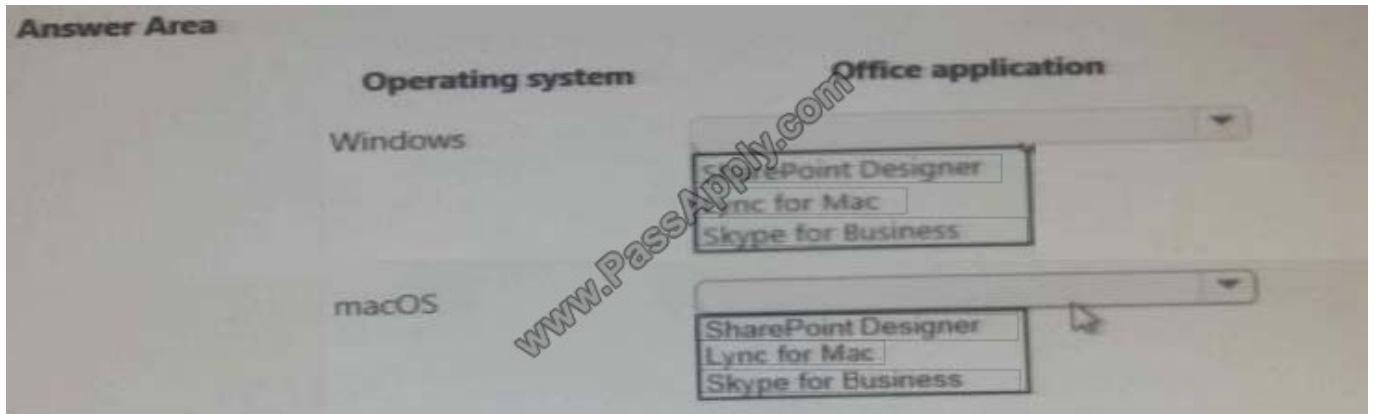 Answer Area
Operating system
Office application
Windows
SharePoint Designer
Lync for Mac
Skype for Business
macOS
SharePoint Designer
Lync for Mac
Skype for Business
www.PassApply.com